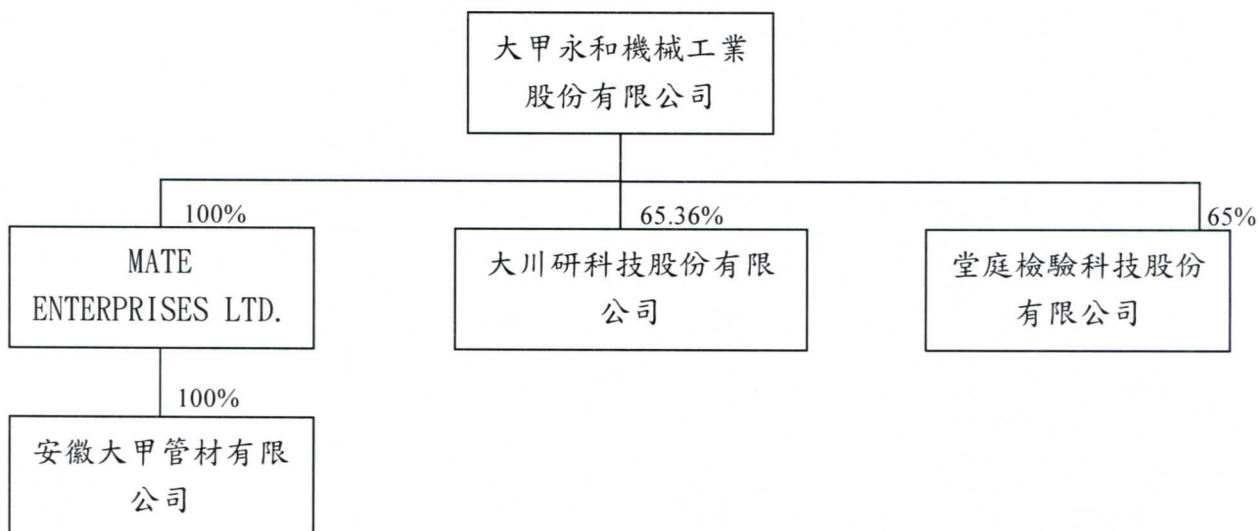 大甲永和機械工業
股份有限公司
100%
65.36%
65%
MATE
ENTERPRISES LTD.
大川研科技股份有限
公司
堂庭檢驗科技股份
有限公司
100%
安徽大甲管材有限
公司